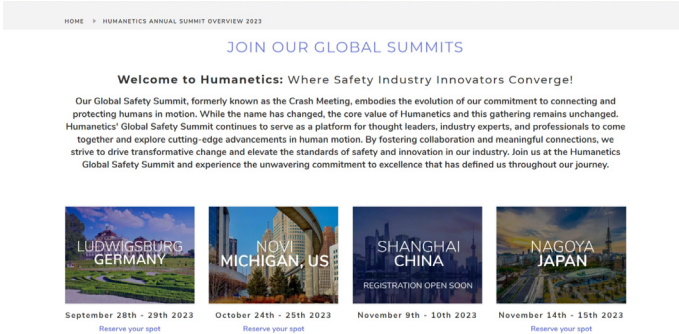 HOME > HUMANETICS ANNUAL SUMMIT OVERVIEW 2023
JOIN OUR GLOBAL SUMMITS
Welcome to Humanetics: Where Safety Industry Innovators Converge!
Our Global Safety Summit, formerly known as the Crash Meeting, embodies the evolution of our commitment to connecting and
protecting humans in motion. While the name has changed, the core value of Humanetics and this gathering remains unchanged.
Humanetics' Global Safety Summit continues to serve as a platform for thought leaders, industry experts, and professionals to come
together and explore cutting-edge advancements in human motion. By fostering collaboration and meaningful connections, we
strive to drive transformative change and elevate the standards of safety and innovation in our industry. Join us at the Humanetics
Global Safety Summit and experience the unwavering commitment to excellence that has defined us throughout our journey.
LUDWIGSBURG
GERMANY
September 28th - 29th 2023
Reserve your spot
NOVI
MICHIGAN, US
October 24th - 25th 2023
Reserve your spot
SHANGHAI
CHINA
REGISTRATION OPEN SOON
November 9th - 10th 2023
NAGOYA
JAPAN
November 14th - 15th 2023
Reserve your spot